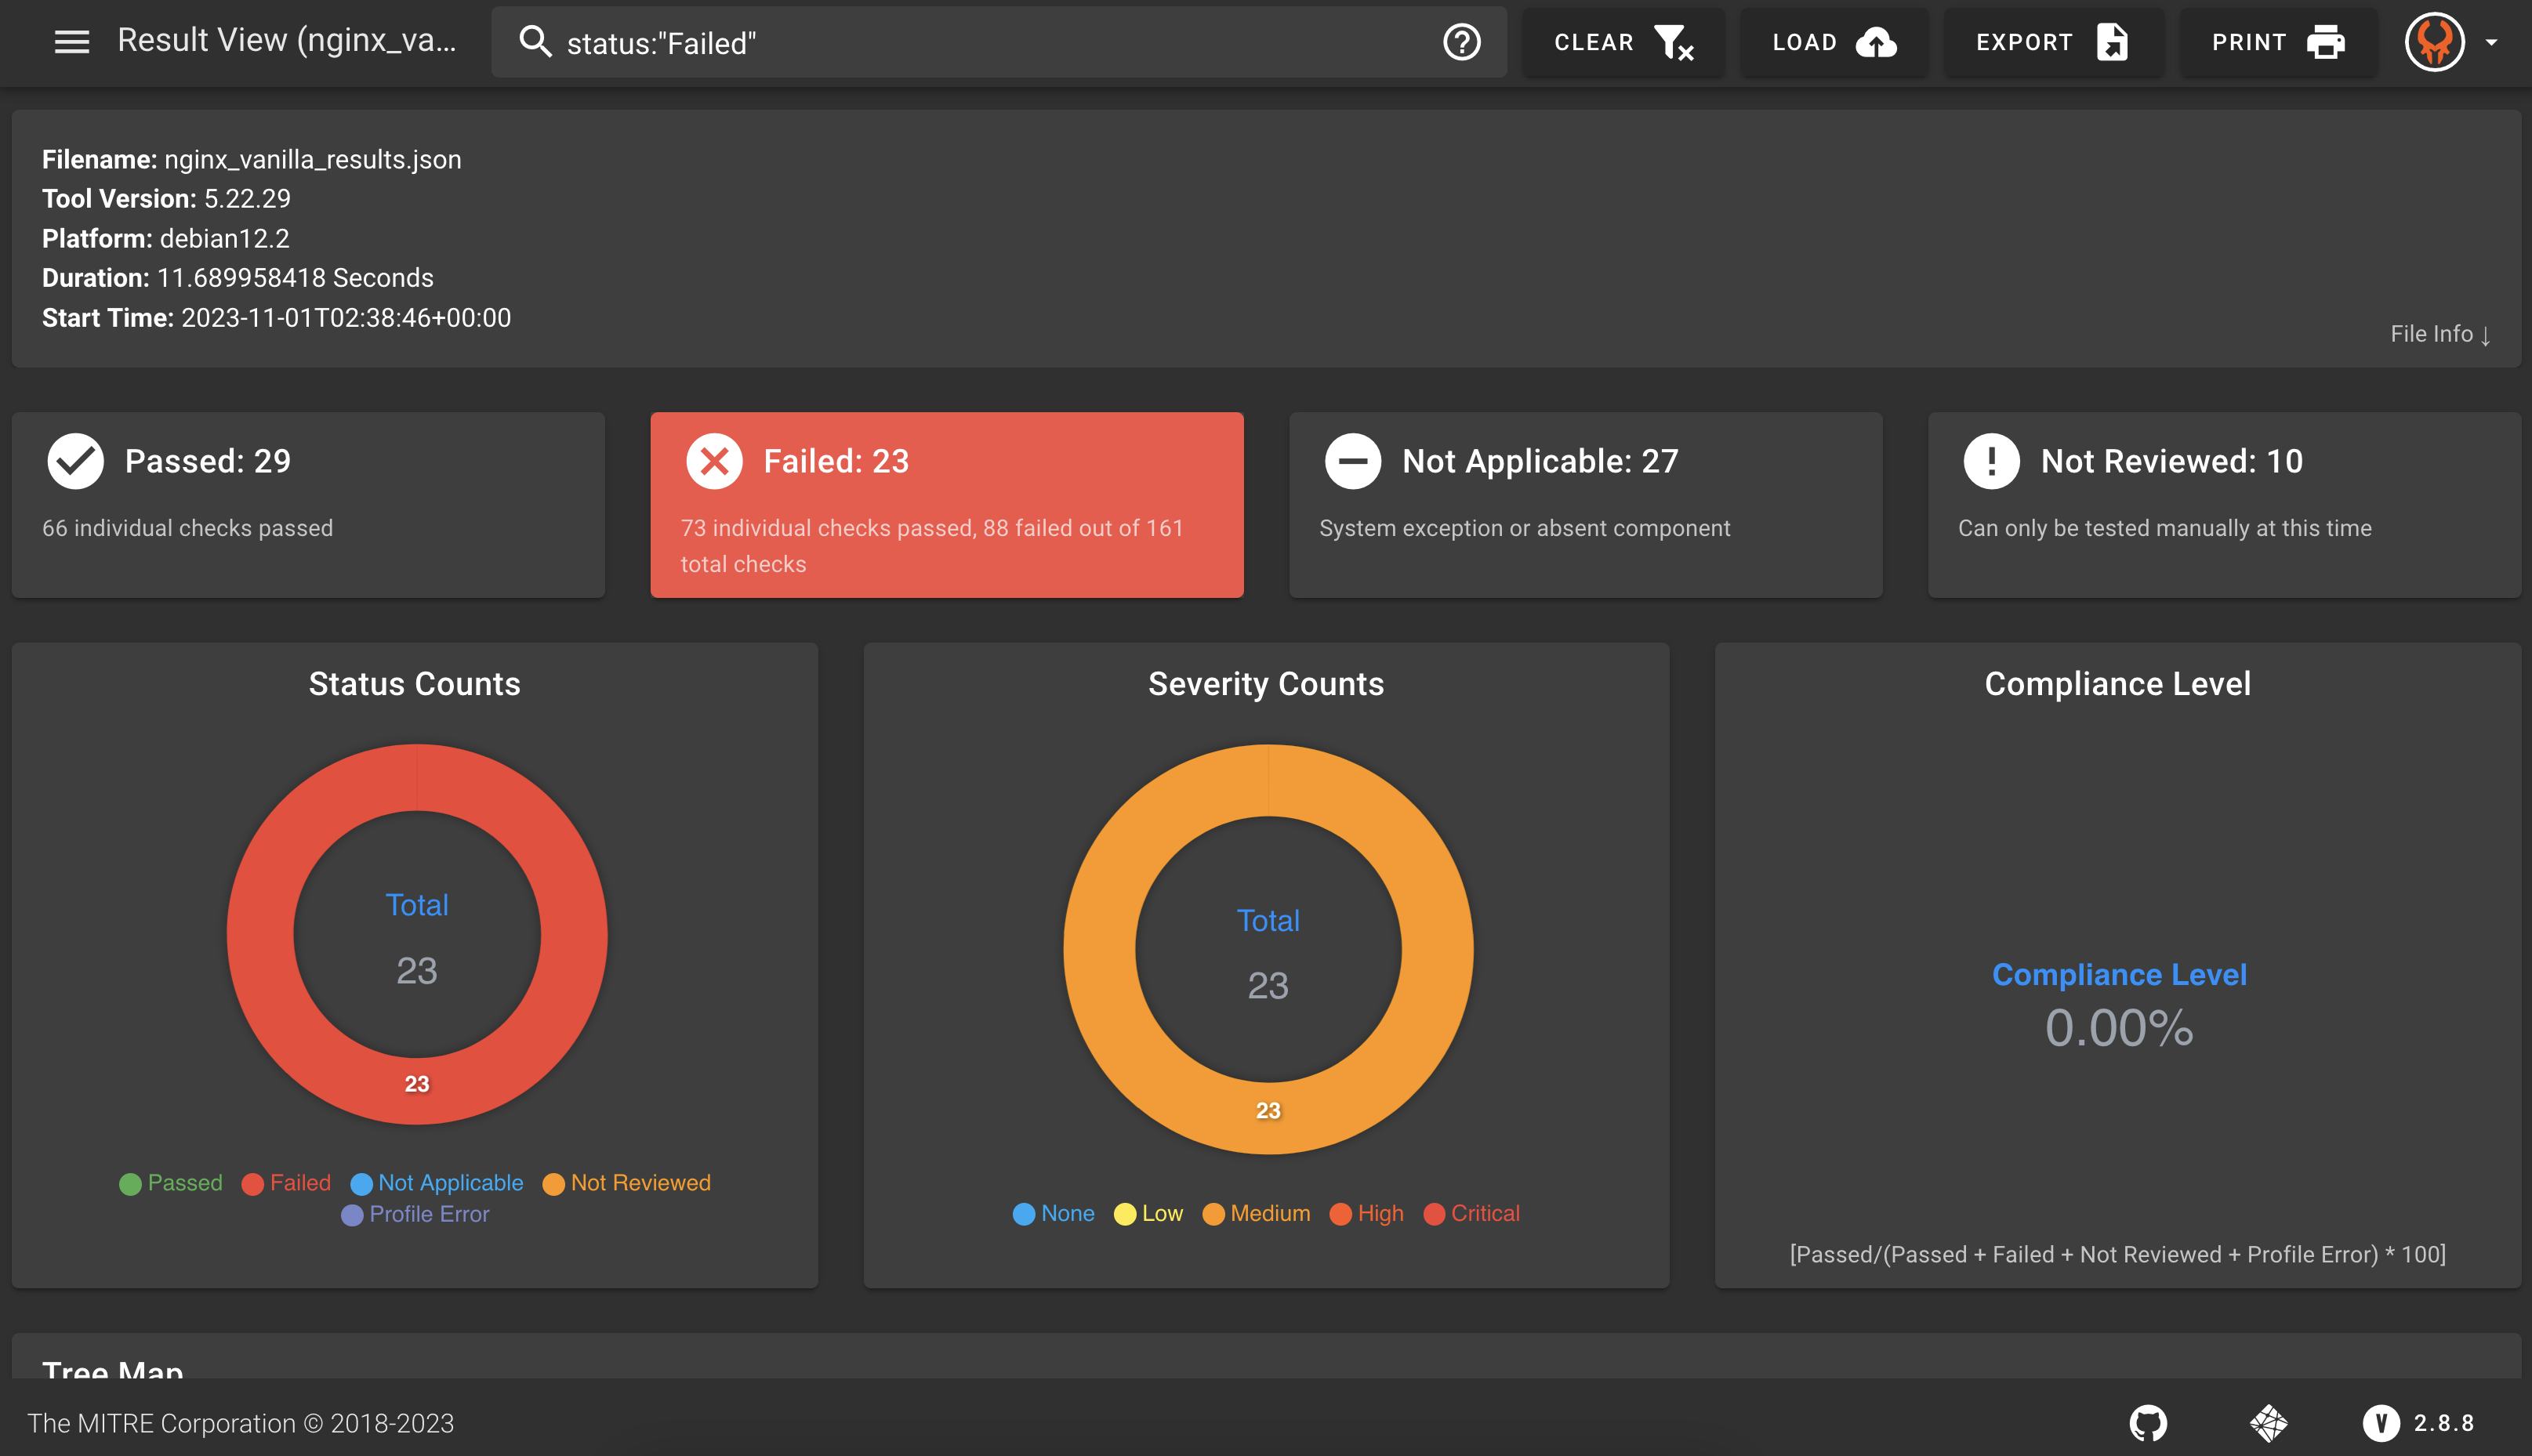 Result View (nginx_va...
status:"Failed"
CLEAR
LOAD
EXPORT
PRINT
Filename: nginx_vanilla_results.json
Tool Version: 5.22.29
Platform: debian12.2
Duration: 11.689958418 Seconds
Start Time: 2023-11-01T02:38:46+00:00
File Info ↓
Passed: 29
66 individual checks passed
Failed: 23
73 individual checks passed, 88 failed out of 161
total checks
Not Applicable: 27
System exception or absent component
Not Reviewed: 10
Can only be tested manually at this time
Status Counts
Total
23
23
Passed Failed Not Applicable Not Reviewed
Profile Error
Severity Counts
Total
23
23
None Low Medium High Critical
Compliance Level
Compliance Level
0.00%
[Passed/(Passed + Failed + Not Reviewed + Profile Error) * 100]
Tree Map
The MITRE Corporation © 2018-2023
V 2.8.8